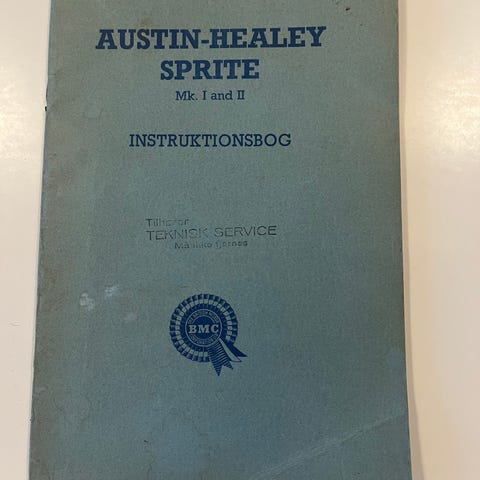 AUSTIN-HEALEY
SPRITE
Mk. I and II
INSTRUKTIONSBOG
TEKNISK SERVICE
BMC